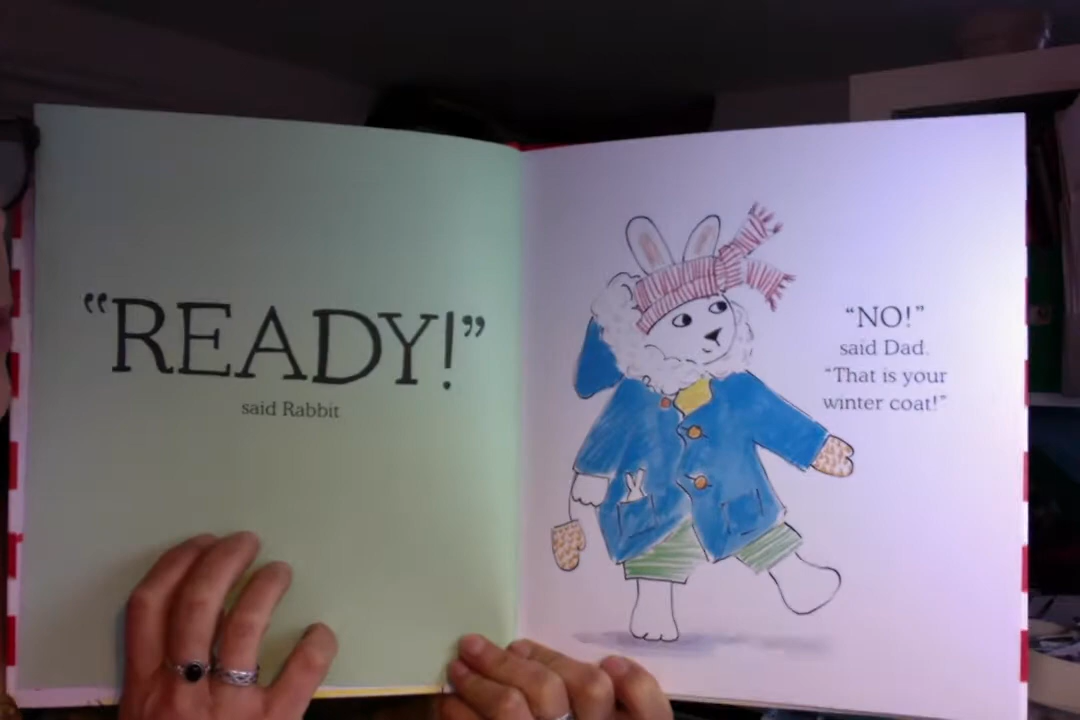 “READY!”
said Rabbit
“NO!”
said Dad.
“That is your
winter coat!”